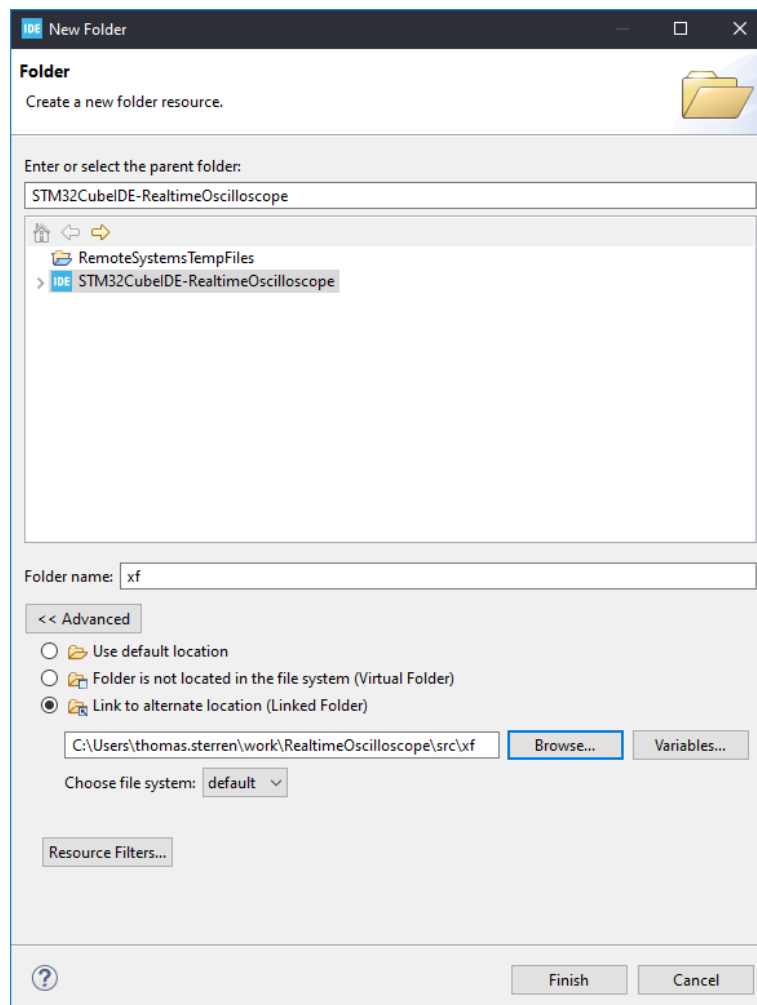 IDE New Folder
Folder
Create a new folder resource.
Enter or select the parent folder:
STM32CubeIDE-RealtimeOscilloscope
RemoteSystemsTempFiles
IDE STM32CubeIDE-RealtimeOscilloscope
Folder name: xf
<< Advanced
Use default location
Folder is not located in the file system (Virtual Folder)
Link to alternate location (Linked Folder)
C:\Users\thomas.sterren\work\RealtimeOscilloscope\src\xf Browse... Variables...
Choose file system: default
Resource Filters...
? Finish Cancel